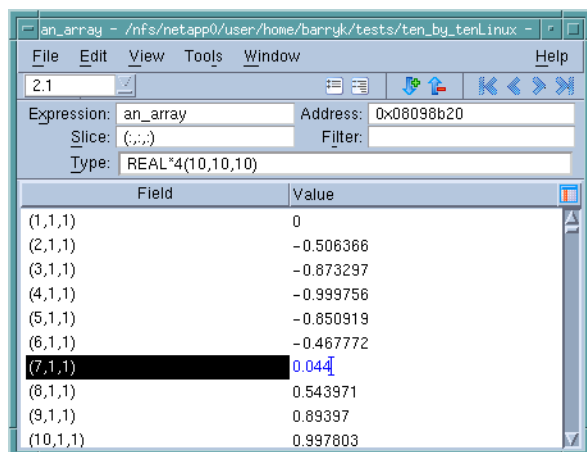 an_array - /nfs/netapp0/user/home/barryk/tests/ten_by_tenLinux -
File Edit View Tools Window Help
2.1
Expression: an_array Address: 0x08098b20
Slice: (:,:,:) Filter:
Type: REAL*4(10,10,10)
Field Value
(1,1,1) 0
(2,1,1) -0.506366
(3,1,1) -0.873297
(4,1,1) -0.999756
(5,1,1) -0.850919
(6,1,1) -0.467772
(7,1,1) 0.044
(8,1,1) 0.543971
(9,1,1) 0.89397
(10,1,1) 0.997803